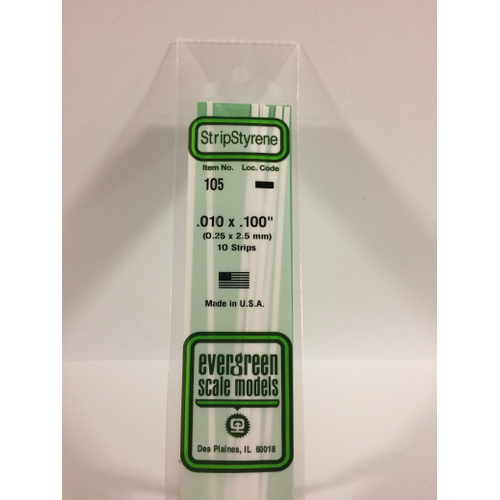 StripStyrene
Item No. Loc. Code
105
.010 x .100"
(0.25 x 2.5 mm)
10 Strips
Made in U.S.A.
evergreen
scale models
Des Plaines, IL 60018